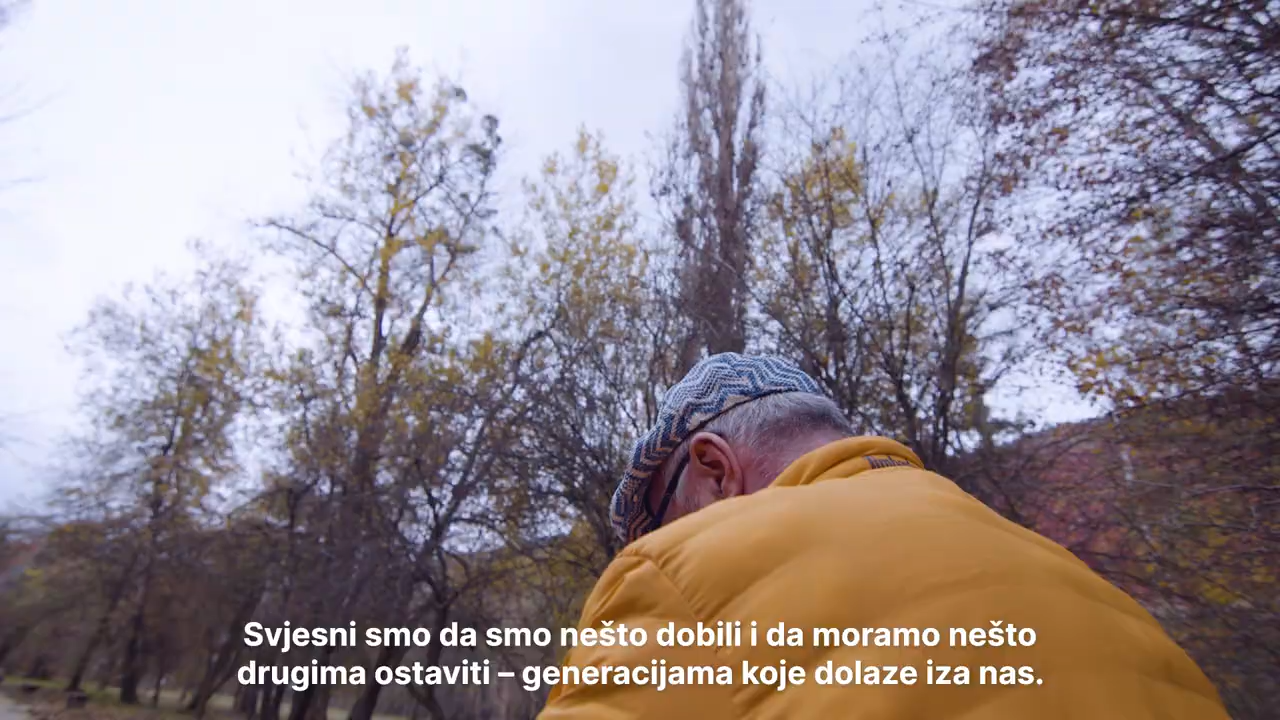 Svjesni smo da smo nešto dobili i da moramo nešto
drugima ostaviti – generacijama koje dolaze iza nas.